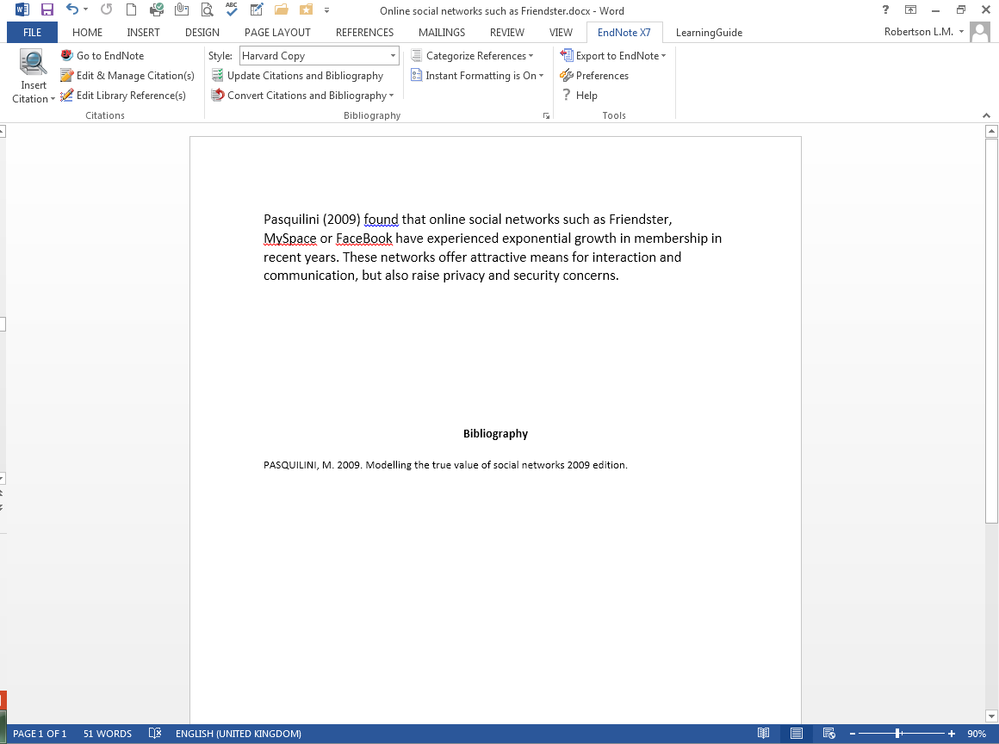 Online social networks such as Friendster.docx - Word
FILE HOME INSERT DESIGN PAGE LAYOUT REFERENCES MAILINGS REVIEW VIEW EndNote X7 LearningGuide Robertson L.M.
Insert Citation
Go to EndNote
Edit & Manage Citation(s)
Edit Library Reference(s)
Citations
Style: Harvard Copy
Update Citations and Bibliography
Convert Citations and Bibliography
Categorize References
Instant Formatting is On
Bibliography
Export to EndNote
Preferences
? Help
Tools
Pasquilini (2009) found that online social networks such as Friendster,
MySpace or FaceBook have experienced exponential growth in membership in
recent years. These networks offer attractive means for interaction and
communication, but also raise privacy and security concerns.
Bibliography
PASQUILINI, M. 2009. Modelling the true value of social networks 2009 edition.
PAGE 1 OF 1 51 WORDS ENGLISH (UNITED KINGDOM) 90%